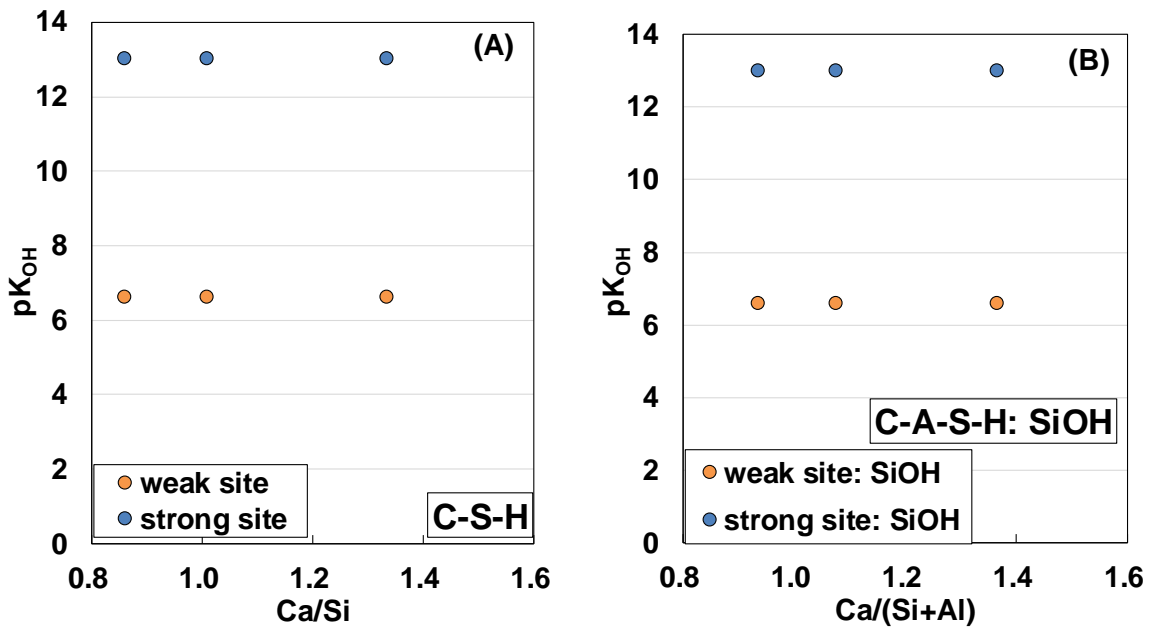 14
12
10
8
6
4
2
0
pK_OH
0.8 1.0 1.2 1.4 1.6
Ca/Si
(A)
weak site
strong site
C-S-H
14
12
10
8
6
4
2
0
pK_OH
0.8 1.0 1.2 1.4 1.6
Ca/(Si+Al)
(B)
C-A-S-H: SiOH
weak site: SiOH
strong site: SiOH